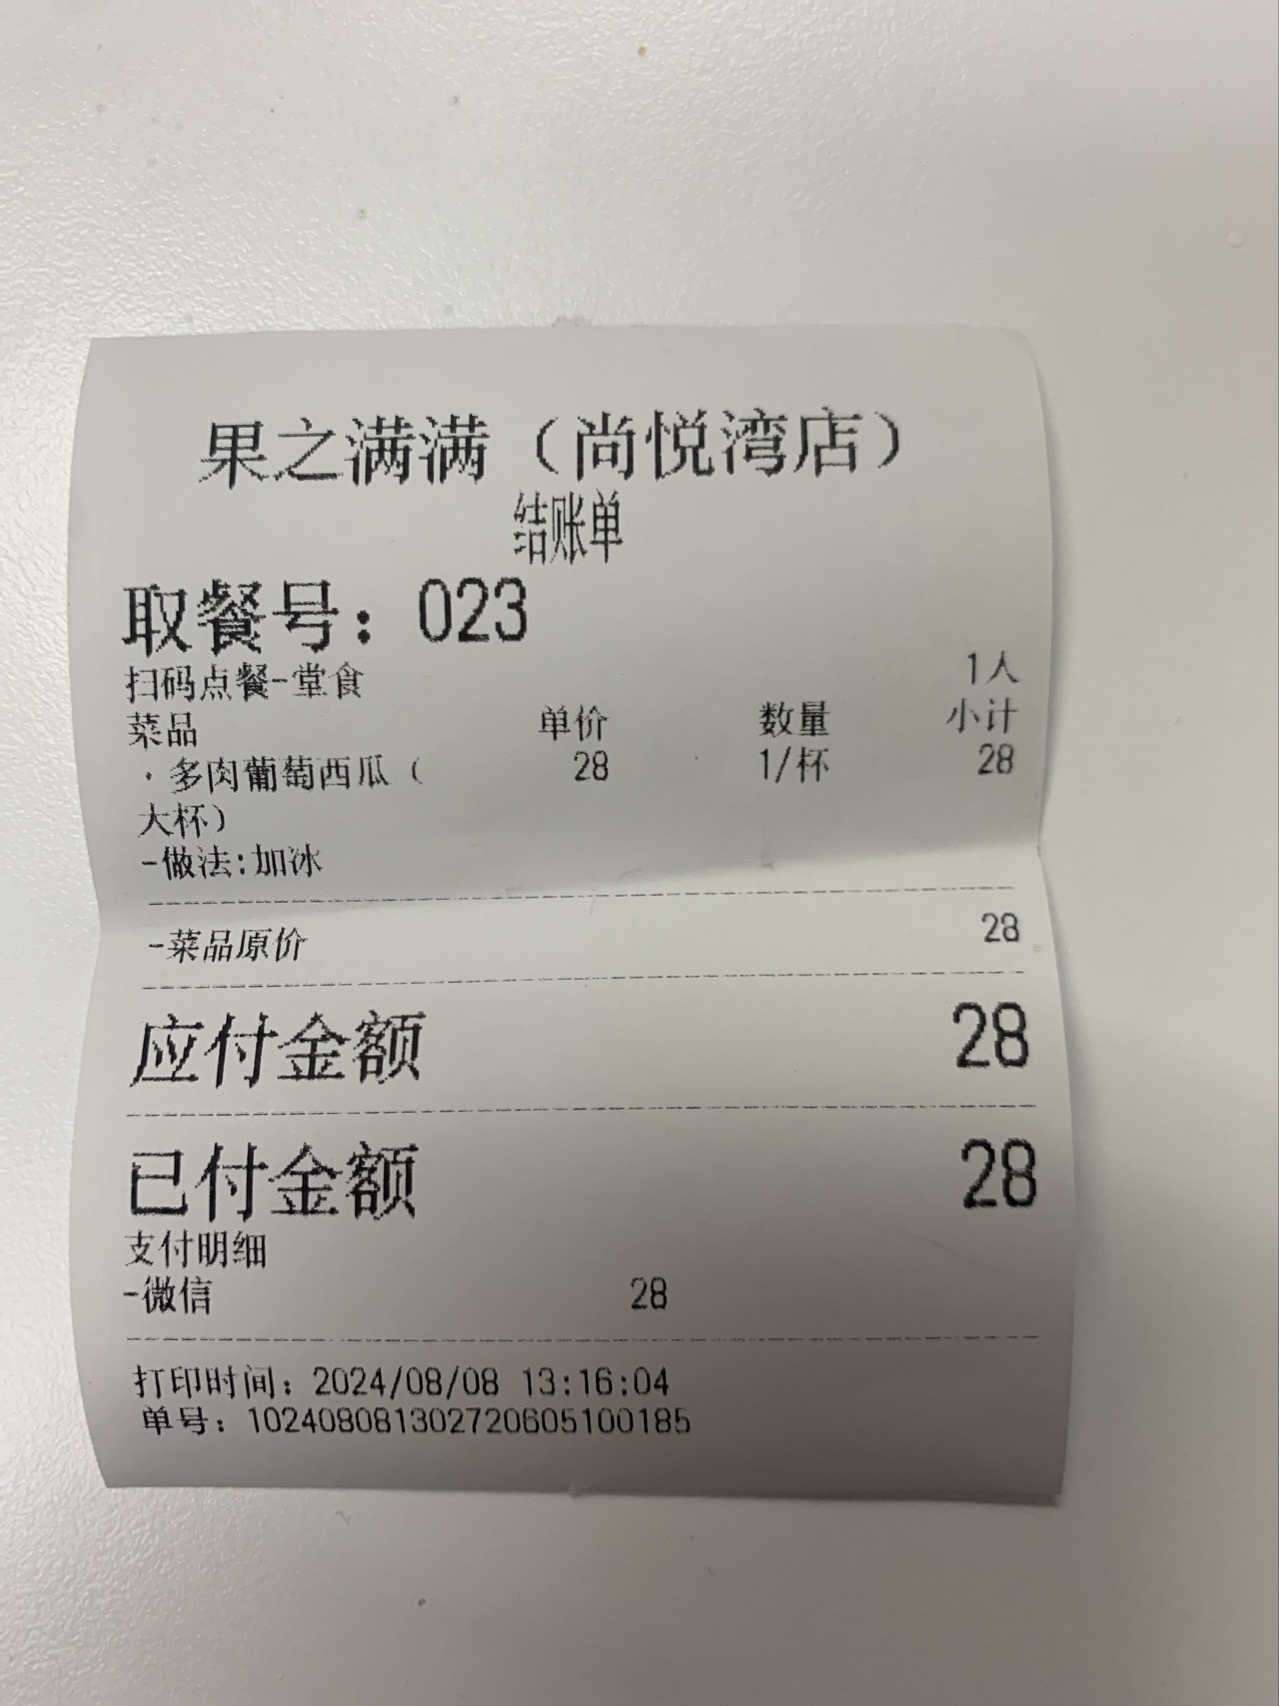 果之满满（尚悦湾店）
结账单
取餐号：023
扫码点餐-堂食 1人
菜品 单价 数量 小计
·多肉葡萄西瓜（ 28 1/杯 28
大杯）
-做法:加冰
-菜品原价 28
应付金额 28
已付金额 28
支付明细
-微信 28
打印时间：2024/08/08 13:16:04
单号：102408081302720605100185